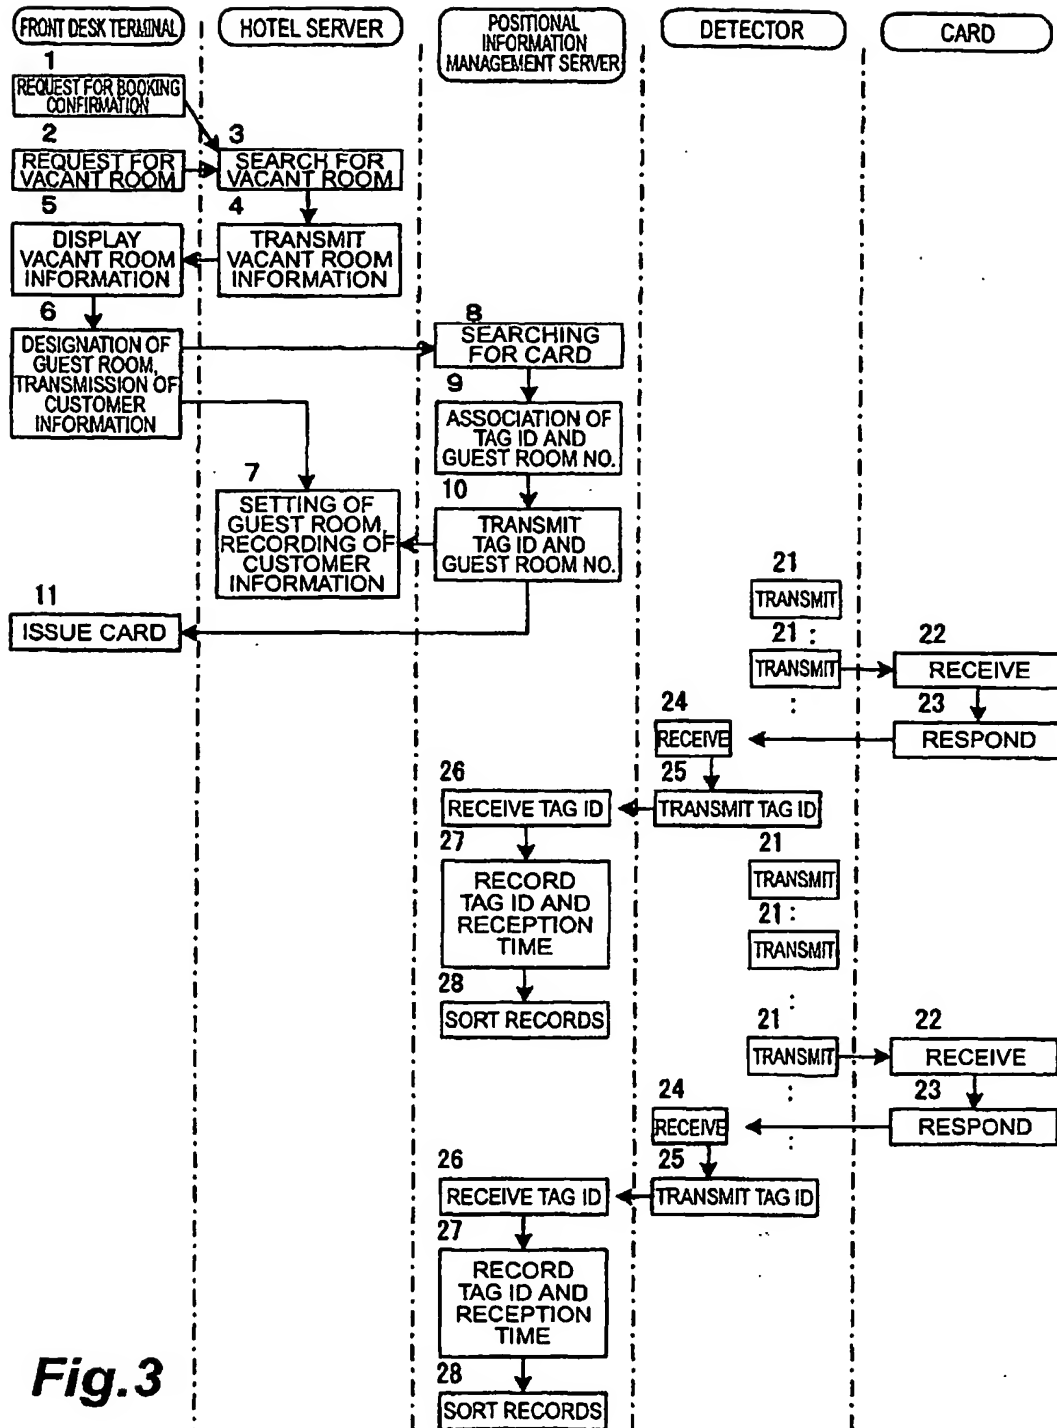 FRONT DESK TERMINAL
HOTEL SERVER
POSITIONAL
INFORMATION
MANAGEMENT SERVER
DETECTOR
CARD
1
REQUEST FOR BOOKING
CONFIRMATION
2
REQUEST FOR
VACANT ROOM
3
SEARCH FOR
VACANT ROOM
4
TRANSMIT
VACANT ROOM
INFORMATION
5
DISPLAY
VACANT ROOM
INFORMATION
6
DESIGNATION OF
GUEST ROOM,
TRANSMISSION OF
CUSTOMER
INFORMATION
8
SEARCHING
FOR CARD
9
ASSOCIATION OF
TAG ID AND
GUEST ROOM NO.
7
SETTING OF
GUEST ROOM,
RECORDING OF
CUSTOMER
INFORMATION
10
TRANSMIT
TAG ID AND
GUEST ROOM NO.
11
ISSUE CARD
21
TRANSMIT
21 :
TRANSMIT
:
22
RECEIVE
23
RESPOND
24
RECEIVE
25
TRANSMIT TAG ID
26
RECEIVE TAG ID
27
RECORD
TAG ID AND
RECEPTION
TIME
28
SORT RECORDS
21
TRANSMIT
21 :
TRANSMIT
:
21
TRANSMIT
:
22
RECEIVE
23
RESPOND
24
RECEIVE
:
25
TRANSMIT TAG ID
26
RECEIVE TAG ID
27
RECORD
TAG ID AND
RECEPTION
TIME
28
SORT RECORDS
Fig.3